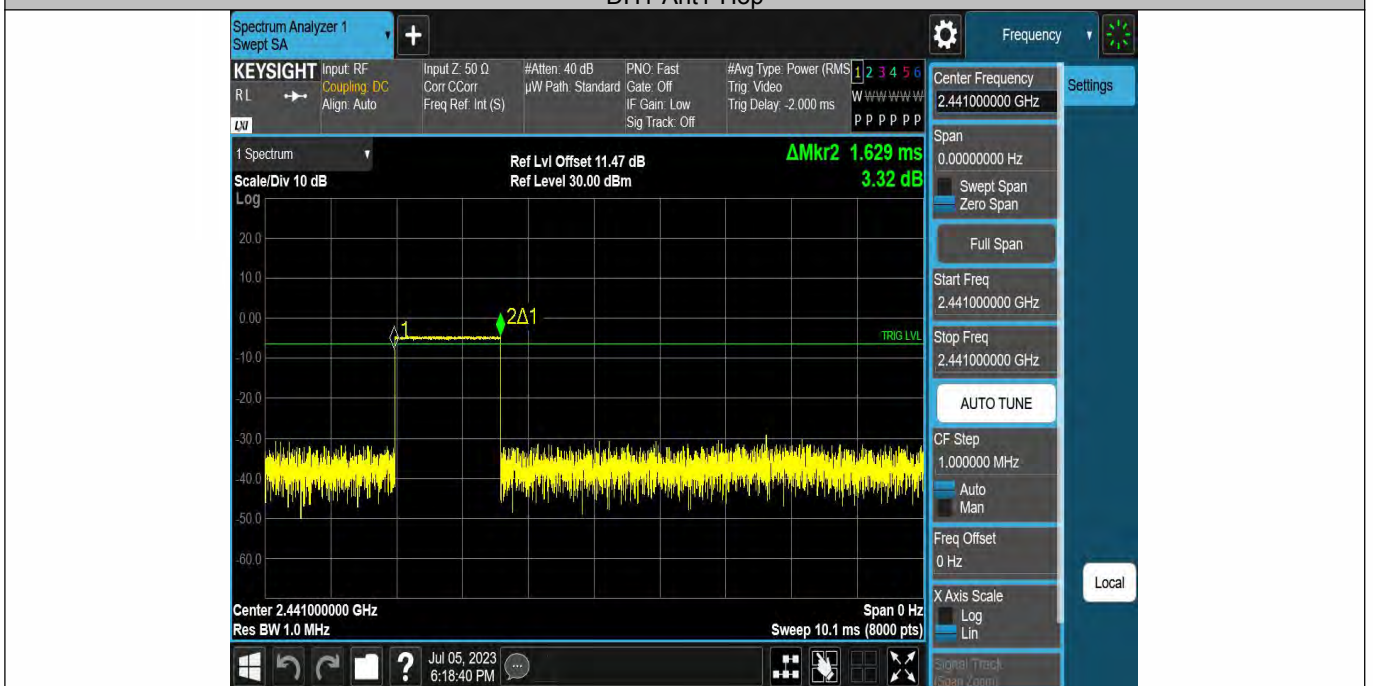 Spectrum Analyzer 1
Swept SA
+
Frequency
KEYSIGHT
RL
LXI
Input: RF
Coupling: DC
Align: Auto
Input Z: 50 Ω
Corr CCorr
Freq Ref: Int (S)
#Atten: 40 dB
µW Path: Standard
PNO: Fast
Gate: Off
IF Gain: Low
Sig Track: Off
#Avg Type: Power (RMS
Trig: Video
Trig Delay: -2.000 ms
1 2 3 4 5 6
W W W W W W
P P P P P P
Center Frequency
2.441000000 GHz
Settings
1 Spectrum
Scale/Div 10 dB
Ref Lvl Offset 11.47 dB
Ref Level 30.00 dBm
ΔMkr2 1.629 ms
3.32 dB
Span
0.00000000 Hz
Swept Span
Zero Span
Full Span
Log
20.0
10.0
0.00
-10.0
-20.0
-30.0
-40.0
-50.0
-60.0
1
2Δ1
TRIG LVL
Start Freq
2.441000000 GHz
Stop Freq
2.441000000 GHz
AUTO TUNE
CF Step
1.000000 MHz
Auto
Man
Freq Offset
0 Hz
X Axis Scale
Log
Lin
Signal Track
(Span Zoom)
Local
Center 2.441000000 GHz
Res BW 1.0 MHz
Span 0 Hz
Sweep 10.1 ms (8000 pts)
?
Jul 05, 2023
6:18:40 PM